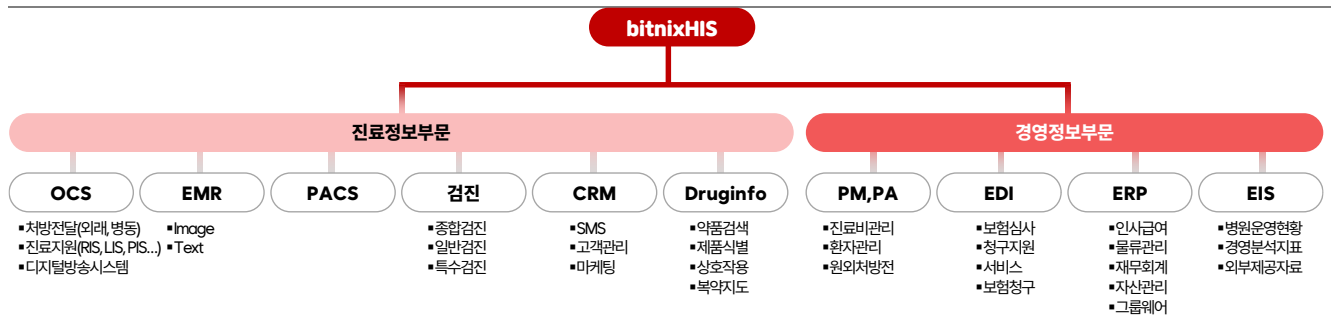 bitnixHIS
진료정보부문
경영정보부문
OCS
EMR
PACS
검진
CRM
Druginfo
PM,PA
EDI
ERP
EIS
▪처방전달(외래, 병동)
▪진료지원(RIS, LIS, PIS...)
▪디지털방송시스템
▪Image
▪Text
▪종합검진
▪일반검진
▪특수검진
▪SMS
▪고객관리
▪마케팅
▪약품검색
▪제품식별
▪상호작용
▪복약지도
▪진료비관리
▪환자관리
▪원외처방전
▪보험심사
▪청구지원
▪서비스
▪보험청구
▪인사급여
▪물류관리
▪재무회계
▪자산관리
▪그룹웨어
▪병원운영현황
▪경영분석지표
▪외부제공자료